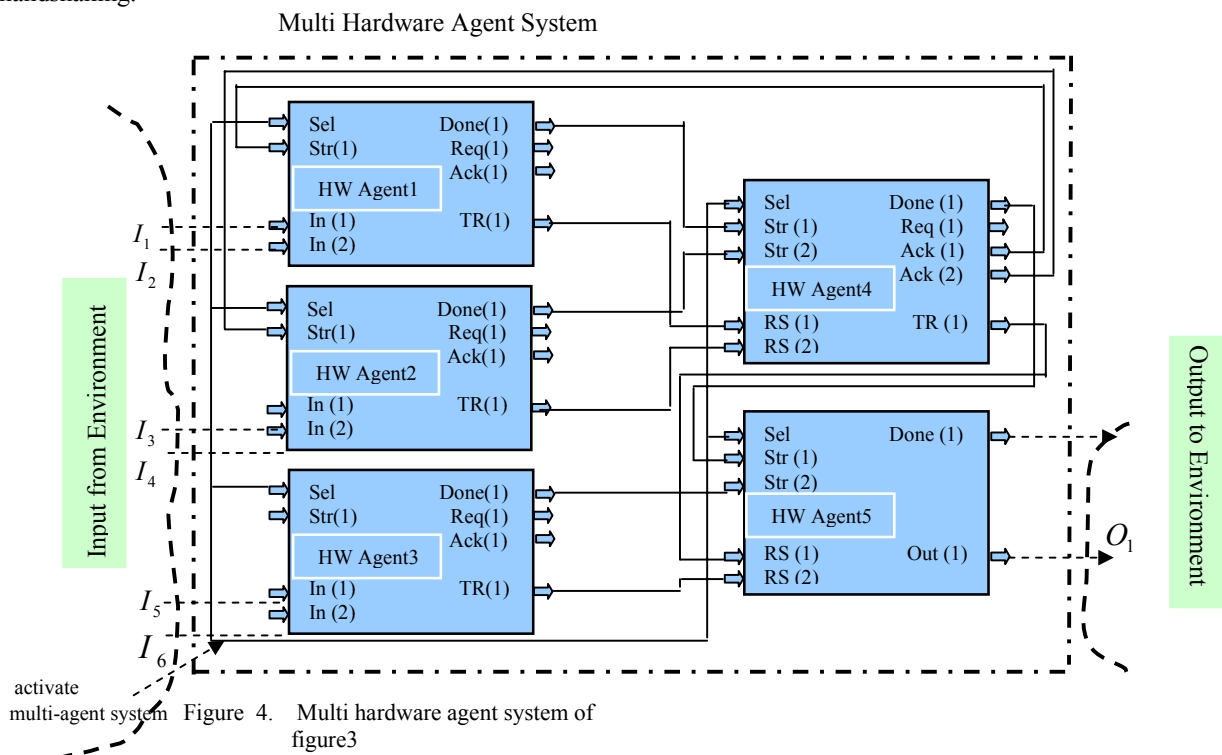 handshaking.
Multi Hardware Agent System
Input from Environment
I1
I2
I3
I4
I5
I6
Sel
Str(1)
HW Agent1
In (1)
In (2)
Done(1)
Req(1)
Ack(1)
TR(1)
Sel
Str(1)
HW Agent2
In (1)
In (2)
Done(1)
Req(1)
Ack(1)
TR(1)
Sel
Str(1)
HW Agent3
In (1)
In (2)
Done(1)
Req(1)
Ack(1)
TR(1)
Sel
Str (1)
Str (2)
HW Agent4
RS (1)
RS (2)
Done (1)
Req (1)
Ack (1)
Ack (2)
TR (1)
Sel
Str (1)
Str (2)
HW Agent5
RS (1)
RS (2)
Done (1)
Out (1)
O1
Output to Environment
activate
multi-agent system
Figure 4. Multi hardware agent system of
figure3